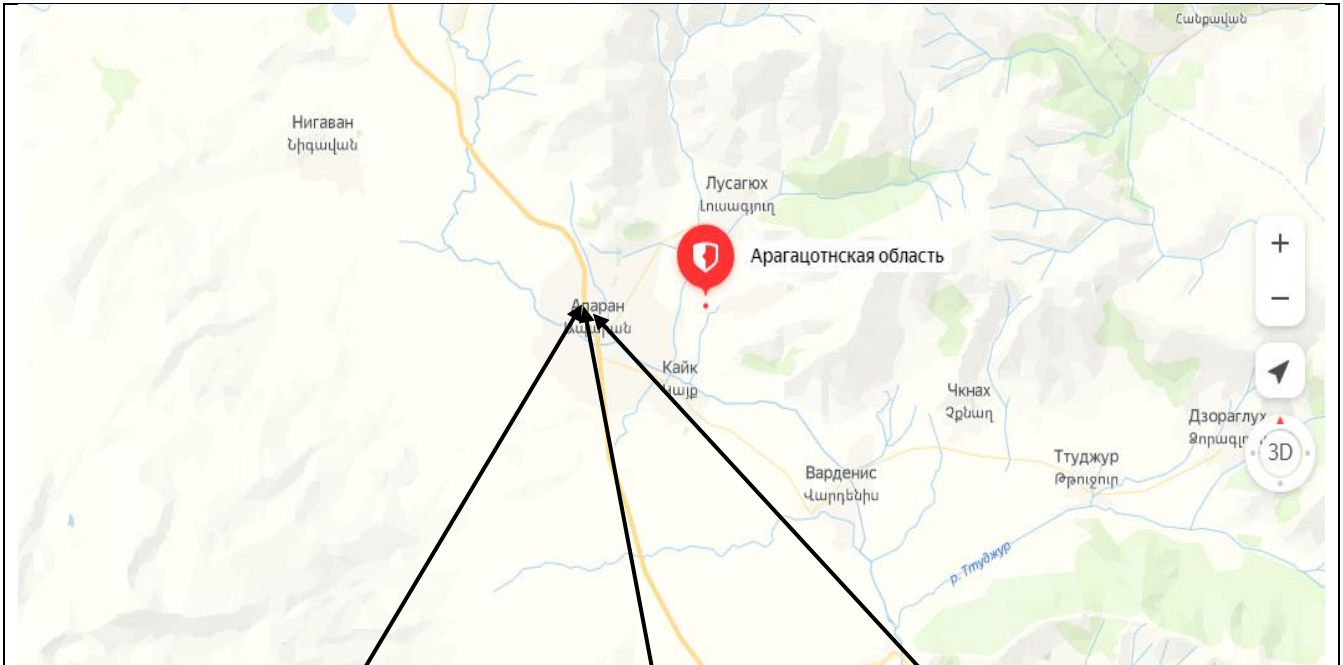 Հանքավան
Нигаван
Նիգավան
Лусагюх
Լուսագյուղ
Арагацотнская область
+
−
Апаран
Кайк
Чкнах
Չքնաղ
Дзораглух
3D
Варденис
Վարդենիս
Ттуджур
Թթուջուր
р. Ттуджур